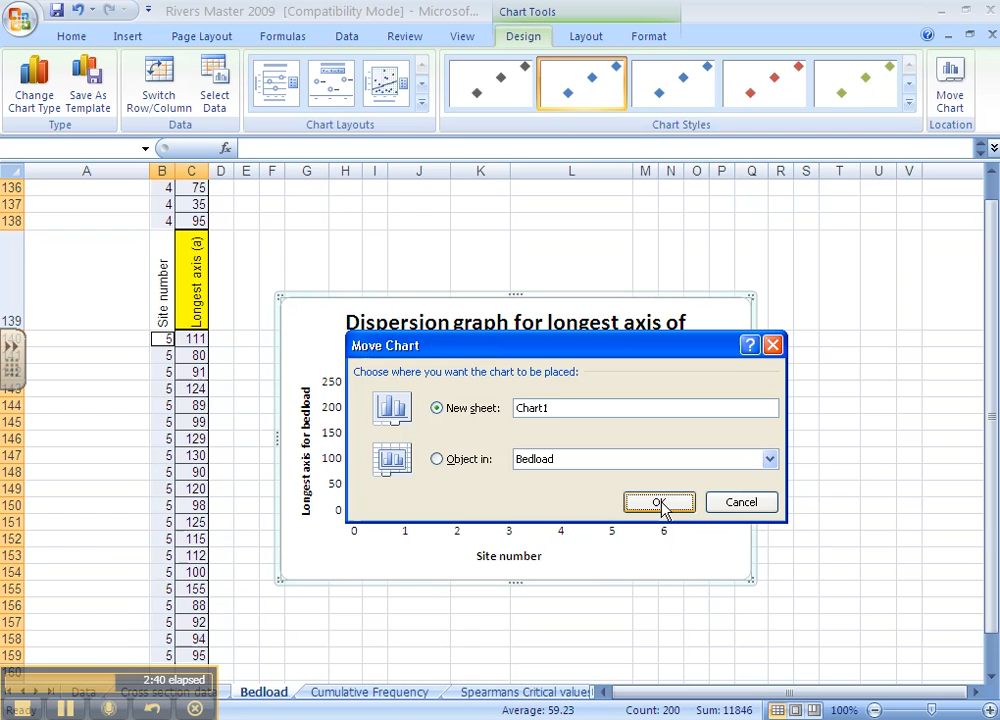 Rivers Master 2009 [Compatibility Mode] - Microsof...
Chart Tools
Home Insert Page Layout Formulas Data Review View Design Layout Format
Change Chart Type
Save As Template
Switch Row/Column
Select Data
Move Chart
Type Data Chart Layouts Chart Styles Location
fx
A B C D E F G H I J K L M N O P Q R S T U V
136 4 75
137 4 35
138 4 95
139 Site number Longest axis (a)
5 111
5 80
5 91
143 5 124
144 5 89
145 5 99
146 5 129
147 5 130
148 5 90
149 5 120
150 5 98
151 5 125
152 5 115
153 5 112
154 5 100
155 5 155
156 5 88
157 5 92
158 5 94
159 5 95
160
Dispersion graph for longest axis of
Longest axis for bedload
250
200
150
100
50
0
0 1 2 3 4 5 6
Site number
Move Chart
Choose where you want the chart to be placed:
New sheet: Chart1
Object in: Bedload
OK Cancel
2:40 elapsed
Data Cross section data Bedload Cumulative Frequency Spearmans Critical values
Ready Average: 59.23 Count: 200 Sum: 11846 100%